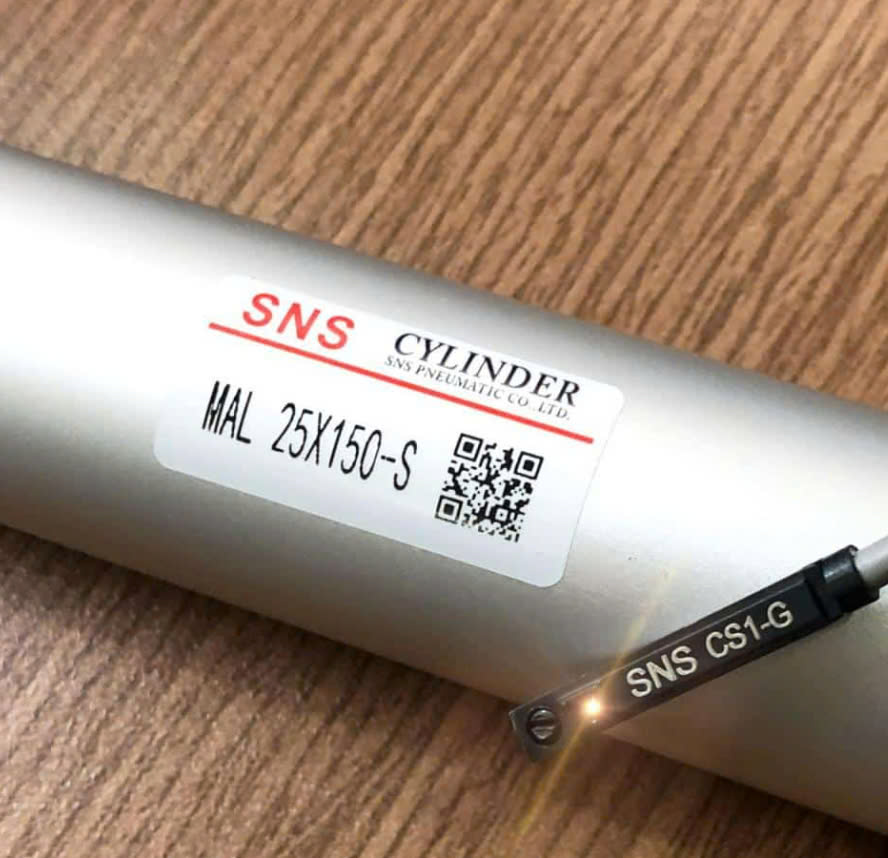 SNS
CYLINDER
SNS PNEUMATIC CO.,LTD.
MAL 25X150-S
SNS CS1-G